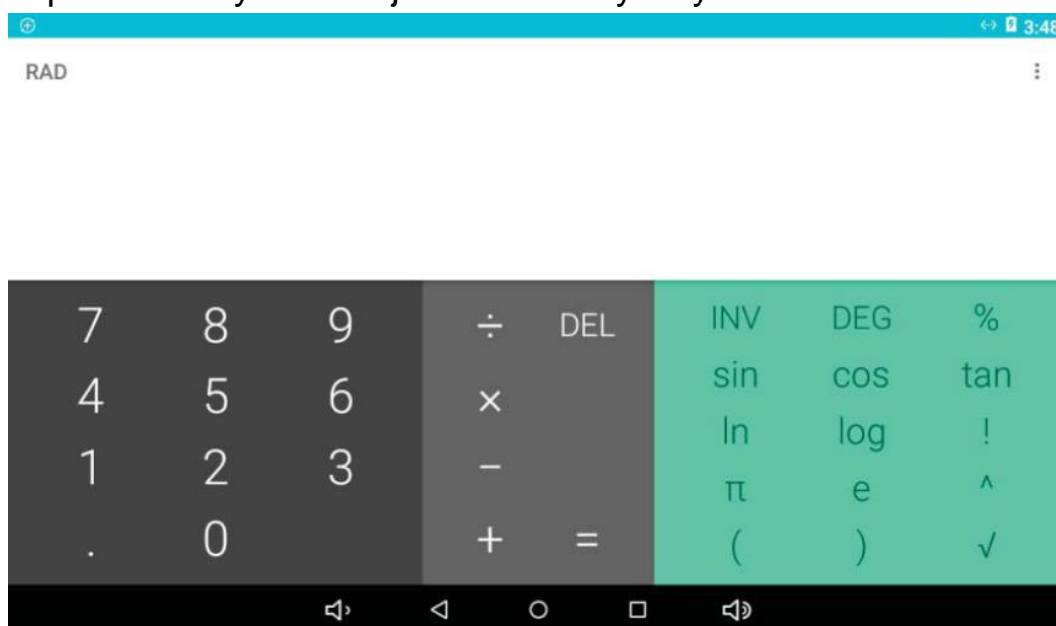 3:48
RAD
7 8 9 ÷ DEL INV DEG %
4 5 6 × sin cos tan
1 2 3 − ln log !
π e ^
. 0 + = ( ) √